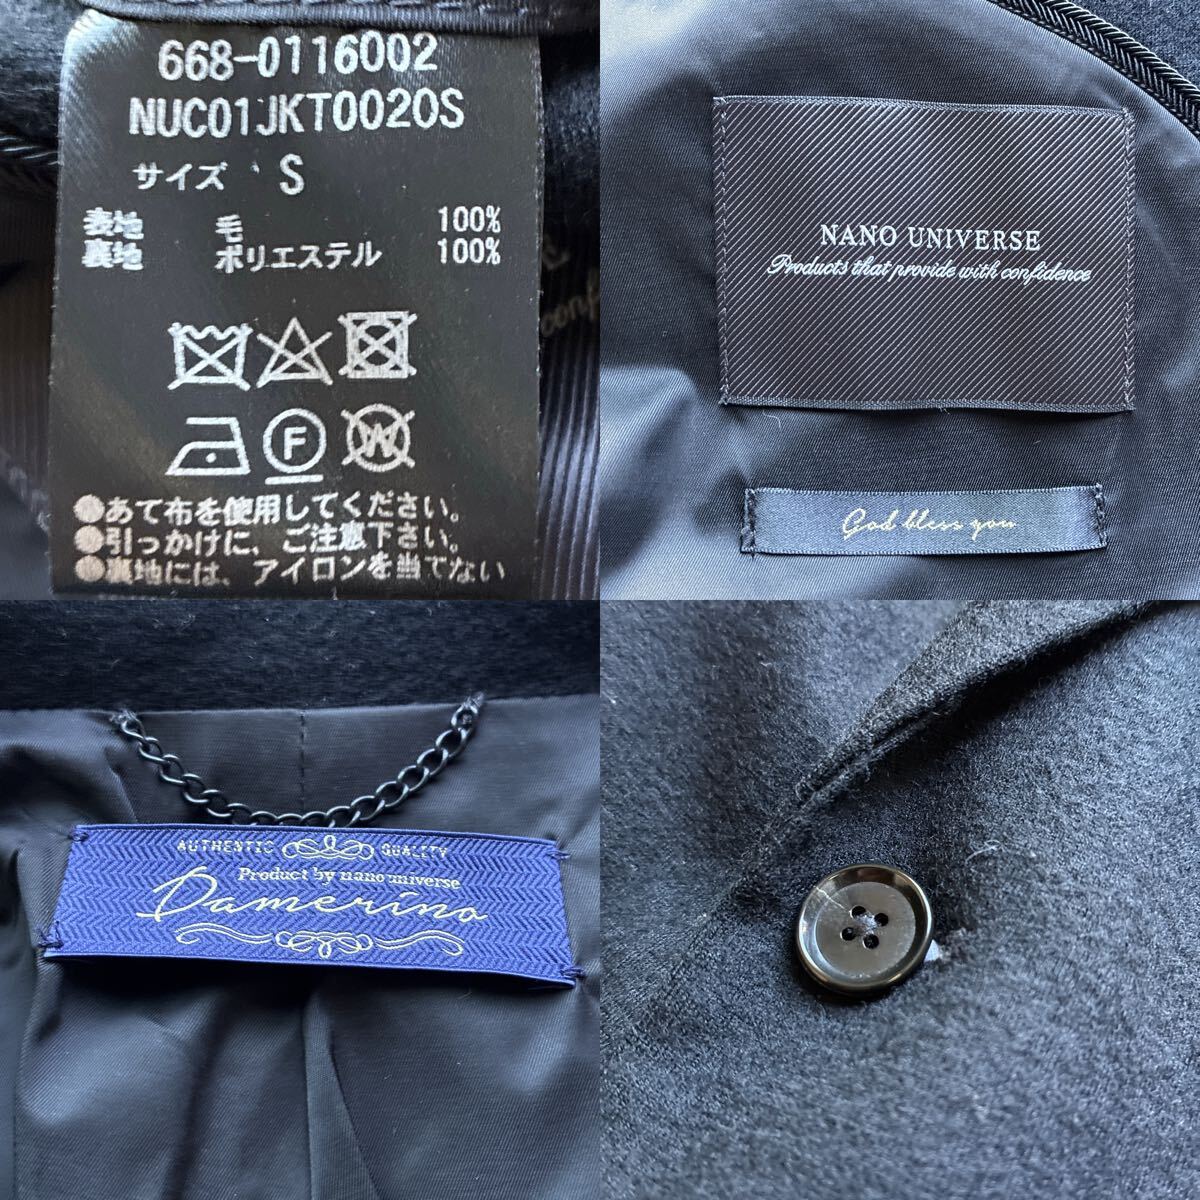 668-0116002
NUC01JKT0020S
サイズ S
表地 毛 100%
裏地 ポリエステル 100%
F
W
●あて布を使用してください。
●引っかけに、ご注意下さい。
●裏地には、アイロンを当てない
NANO UNIVERSE
Products that provide with confidence
God bless you
AUTHENTIC QUALITY
Product by nano universe
Damerino